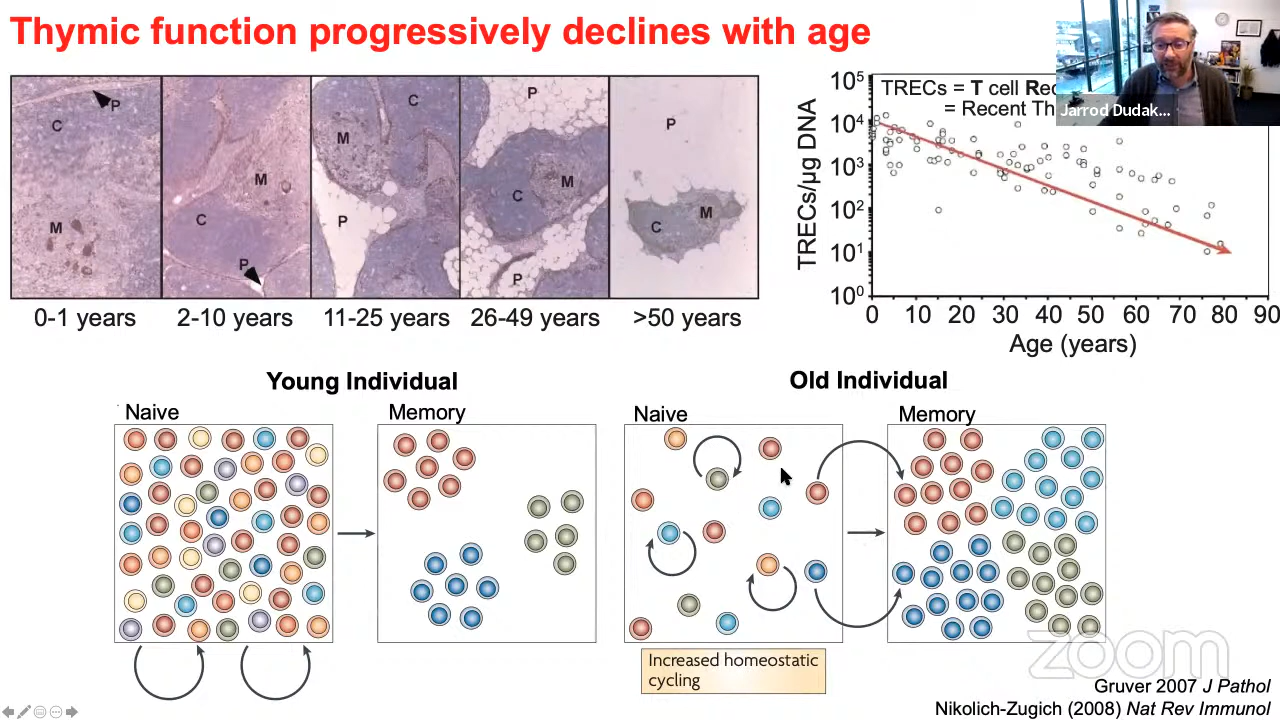 Thymic function progressively declines with age
P
C
M
M
C
P
C
M
P
P
M
C
P
P
C
M
0-1 years
2-10 years
11-25 years
26-49 years
>50 years
TRECs = T cell
= Recent
Jarrod Dudak...
TRECs/µg DNA
10⁵
10⁴
10³
10²
10¹
10⁰
0 10 20 30 40 50 60 70 80 90
Age (years)
Young Individual
Old Individual
Naive
Memory
Naive
Memory
Increased homeostatic
cycling
zoom
Gruver 2007 J Pathol
Nikolich-Zugich (2008) Nat Rev Immunol